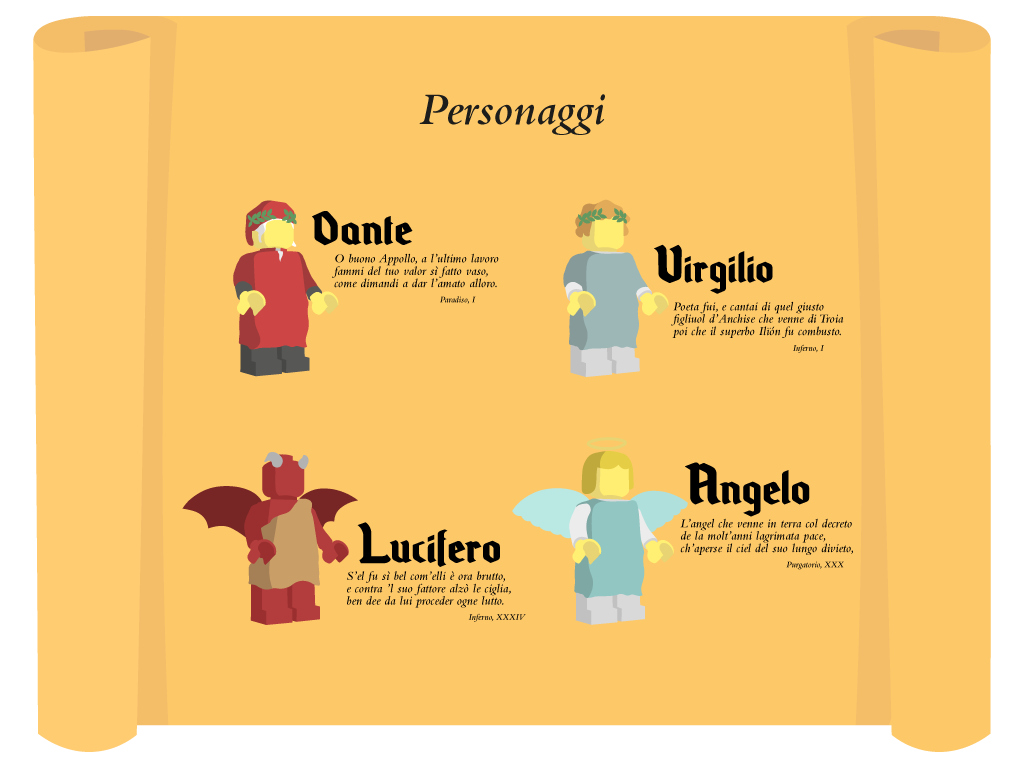 Personaggi
Dante
O buono Appollo, a l'ultimo lavoro
fammi del tuo valor sì fatto vaso,
come dimandi a dar l'amato alloro.
Paradiso, I
Virgilio
Poeta fui, e cantai di quel giusto
figliuol d'Anchise che venne di Troia
poi che il superbo Ilión fu combusto.
Inferno, I
Lucifero
S'el fu sì bel com'elli è ora brutto,
e contra 'l suo fattore alzò le ciglia,
ben dee da lui proceder ogne lutto.
Inferno, XXXIV
Angelo
L'angel che venne in terra col decreto
de la molt'anni lagrimata pace,
ch'aperse il ciel del suo lungo divieto,
Purgatorio, XXX